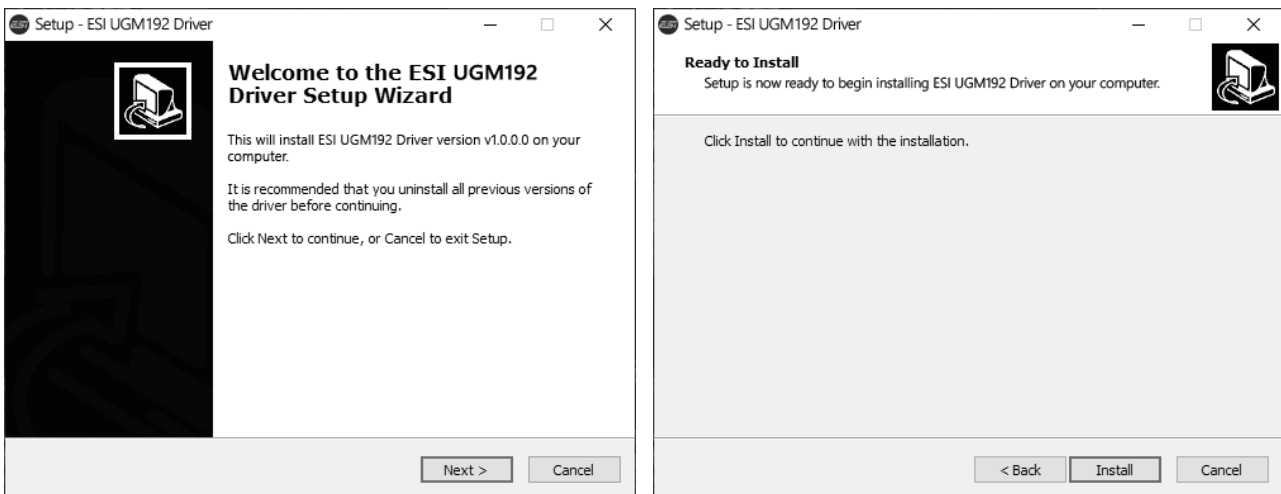 Setup - ESI UGM192 Driver
Welcome to the ESI UGM192
Driver Setup Wizard
This will install ESI UGM192 Driver version v1.0.0.0 on your
computer.
It is recommended that you uninstall all previous versions of
the driver before continuing.
Click Next to continue, or Cancel to exit Setup.
Next >
Cancel
Setup - ESI UGM192 Driver
Ready to Install
Setup is now ready to begin installing ESI UGM192 Driver on your computer.
Click Install to continue with the installation.
< Back
Install
Cancel